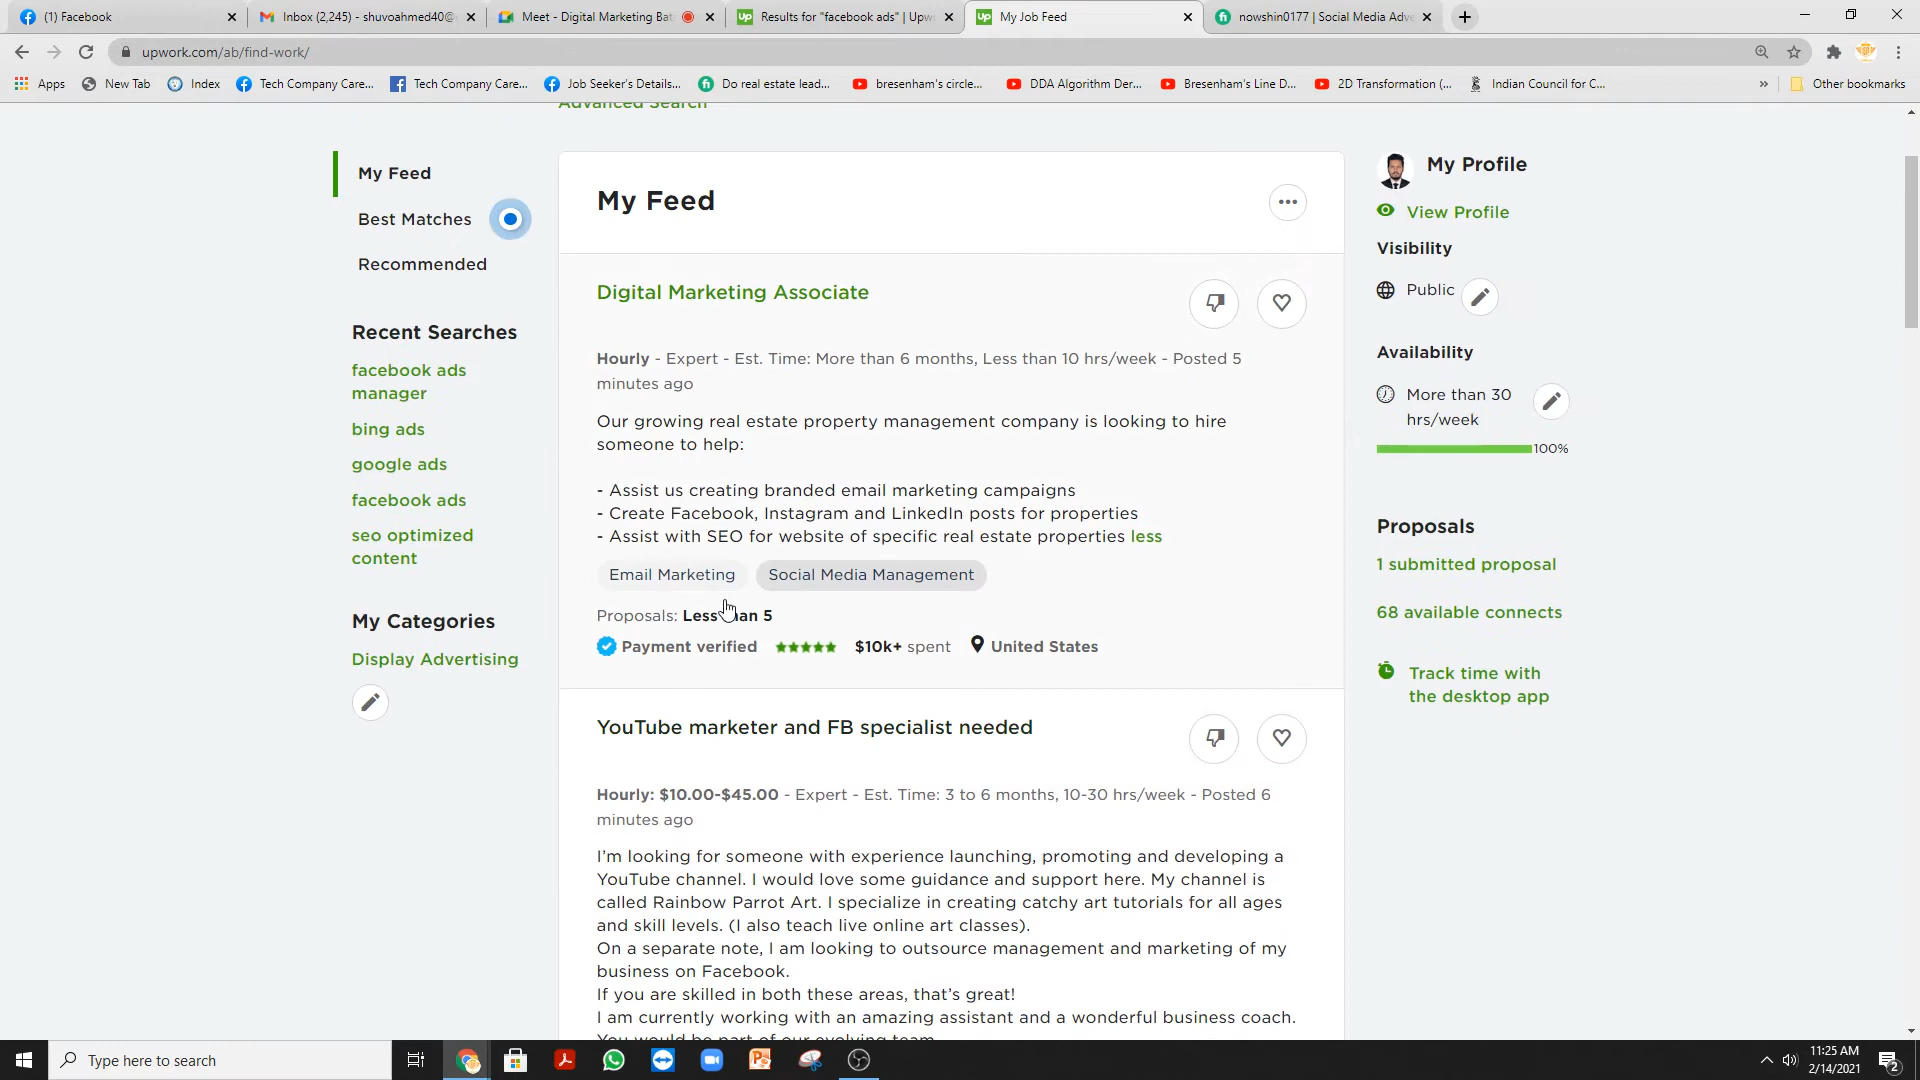 (1) Facebook
Inbox (2,245) - shuvoahmed40@
Meet - Digital Marketing Bat
Results for "facebook ads" | Upw
My Job Feed
nowshin0177 | Social Media Adve
upwork.com/ab/find-work/
Apps
New Tab
Index
Tech Company Care...
Tech Company Care...
Job Seeker's Details...
Do real estate lead...
bresenham's circle...
DDA Algorithm Der...
Bresenham's Line D...
2D Transformation (...
Indian Council for C...
»
Other bookmarks
Advanced Search
My Feed
Best Matches
Recommended
Recent Searches
facebook ads
manager
bing ads
google ads
facebook ads
seo optimized
content
My Categories
Display Advertising
My Feed
Digital Marketing Associate
Hourly - Expert - Est. Time: More than 6 months, Less than 10 hrs/week - Posted 5
minutes ago
Our growing real estate property management company is looking to hire
someone to help:
- Assist us creating branded email marketing campaigns
- Create Facebook, Instagram and LinkedIn posts for properties
- Assist with SEO for website of specific real estate properties less
Email Marketing
Social Media Management
Proposals: Less than 5
Payment verified
$10k+ spent
United States
YouTube marketer and FB specialist needed
Hourly: $10.00-$45.00 - Expert - Est. Time: 3 to 6 months, 10-30 hrs/week - Posted 6
minutes ago
I'm looking for someone with experience launching, promoting and developing a
YouTube channel. I would love some guidance and support here. My channel is
called Rainbow Parrot Art. I specialize in creating catchy art tutorials for all ages
and skill levels. (I also teach live online art classes).
On a separate note, I am looking to outsource management and marketing of my
business on Facebook.
If you are skilled in both these areas, that's great!
I am currently working with an amazing assistant and a wonderful business coach.
You would be part of our evolving team
My Profile
View Profile
Visibility
Public
Availability
More than 30
hrs/week
100%
Proposals
1 submitted proposal
68 available connects
Track time with
the desktop app
Type here to search
11:25 AM
2/14/2021
2